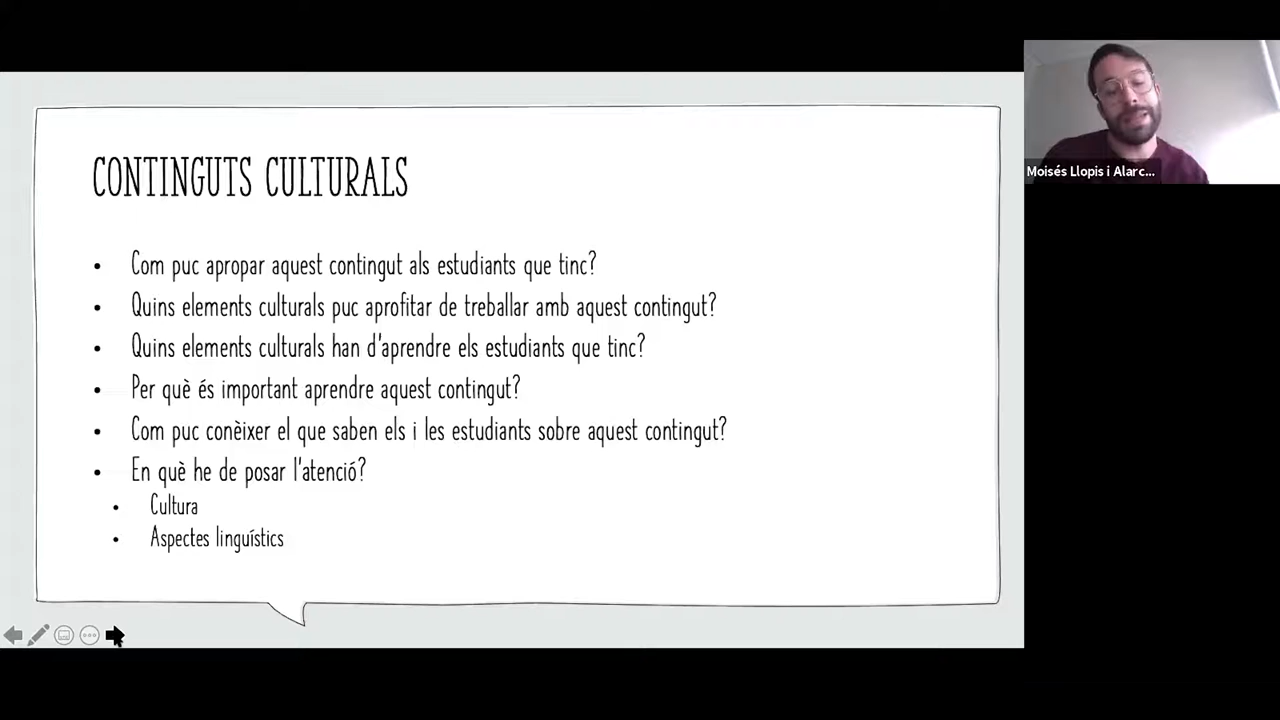 CONTINGUTS CULTURALS
• Com puc apropar aquest contingut als estudiants que tinc?
• Quins elements culturals puc aprofitar de treballar amb aquest contingut?
• Quins elements culturals han d'aprendre els estudiants que tinc?
• Per què és important aprendre aquest contingut?
• Com puc conèixer el que saben els i les estudiants sobre aquest contingut?
• En què he de posar l'atenció?
• Cultura
• Aspectes lingüístics
Moisés Llopis i Alarc...